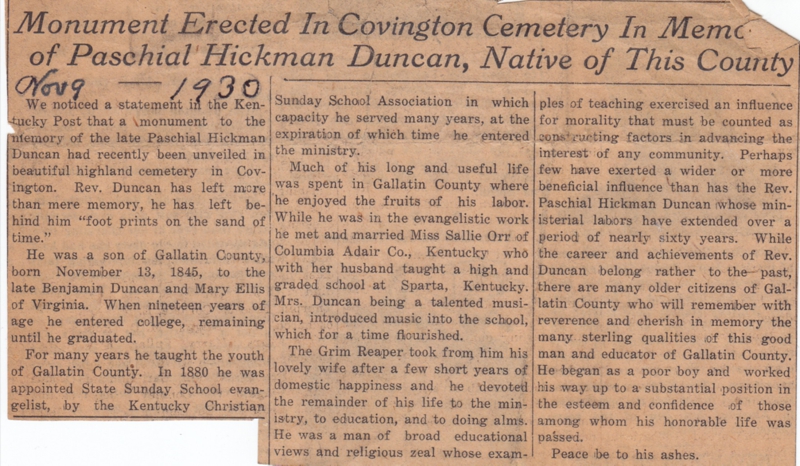 Monument Erected In Covington Cemetery In Memo
of Paschial Hickman Duncan, Native of This County
Nov 9 — 1930
We noticed a statement in the Ken-
tucky Post that a monument to the
memory of the late Paschial Hickman
Duncan had recently been unveiled in
beautiful highland cemetery in Cov-
ington. Rev. Duncan has left more
than mere memory, he has left be-
hind him "foot prints on the sand of
time."
He was a son of Gallatin County,
born November 13, 1845, to the
late Benjamin Duncan and Mary Ellis
of Virginia. When nineteen years of
age he entered college, remaining
until he graduated.
For many years he taught the youth
of Gallatin County. In 1880 he was
appointed State Sunday School evan-
gelist, by the Kentucky Christian
Sunday School Association in which
capacity he served many years, at the
expiration of which time he entered
the ministry.
Much of his long and useful life
was spent in Gallatin County where
he enjoyed the fruits of his labor.
While he was in the evangelistic work
he met and married Miss Sallie Orr of
Columbia Adair Co., Kentucky who
with her husband taught a high and
graded school at Sparta, Kentucky.
Mrs. Duncan being a talented musi-
cian, introduced music into the school,
which for a time flourished.
The Grim Reaper took from him his
lovely wife after a few short years of
domestic happiness and he devoted
the remainder of his life to the min-
istry, to education, and to doing alms.
He was a man of broad educational
views and religious zeal whose exam-
ples of teaching exercised an influence
for morality that must be counted as
constructing factors in advancing the
interest of any community. Perhaps
few have exerted a wider or more
beneficial influence than has the Rev.
Paschial Hickman Duncan whose min-
isterial labors have extended over a
period of nearly sixty years. While
the career and achievements of Rev.
Duncan belong rather to the past,
there are many older citizens of Gal-
latin County who will remember with
reverence and cherish in memory the
many sterling qualities of this good
man and educator of Gallatin County.
He began as a poor boy and worked
his way up to a substantial position in
the esteem and confidence of those
among whom his honorable life was
passed.
Peace be to his ashes.